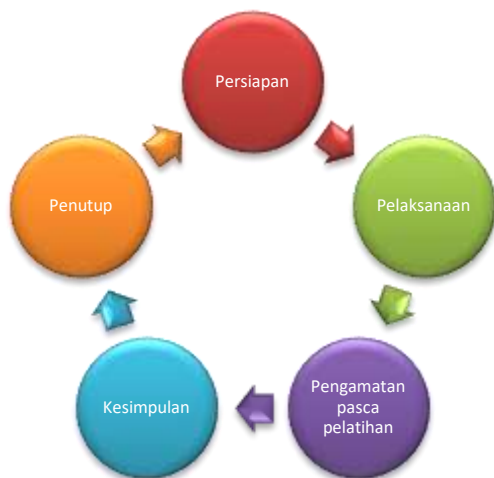 Persiapan
Pelaksanaan
Pengamatan
pasca
pelatihan
Kesimpulan
Penutup